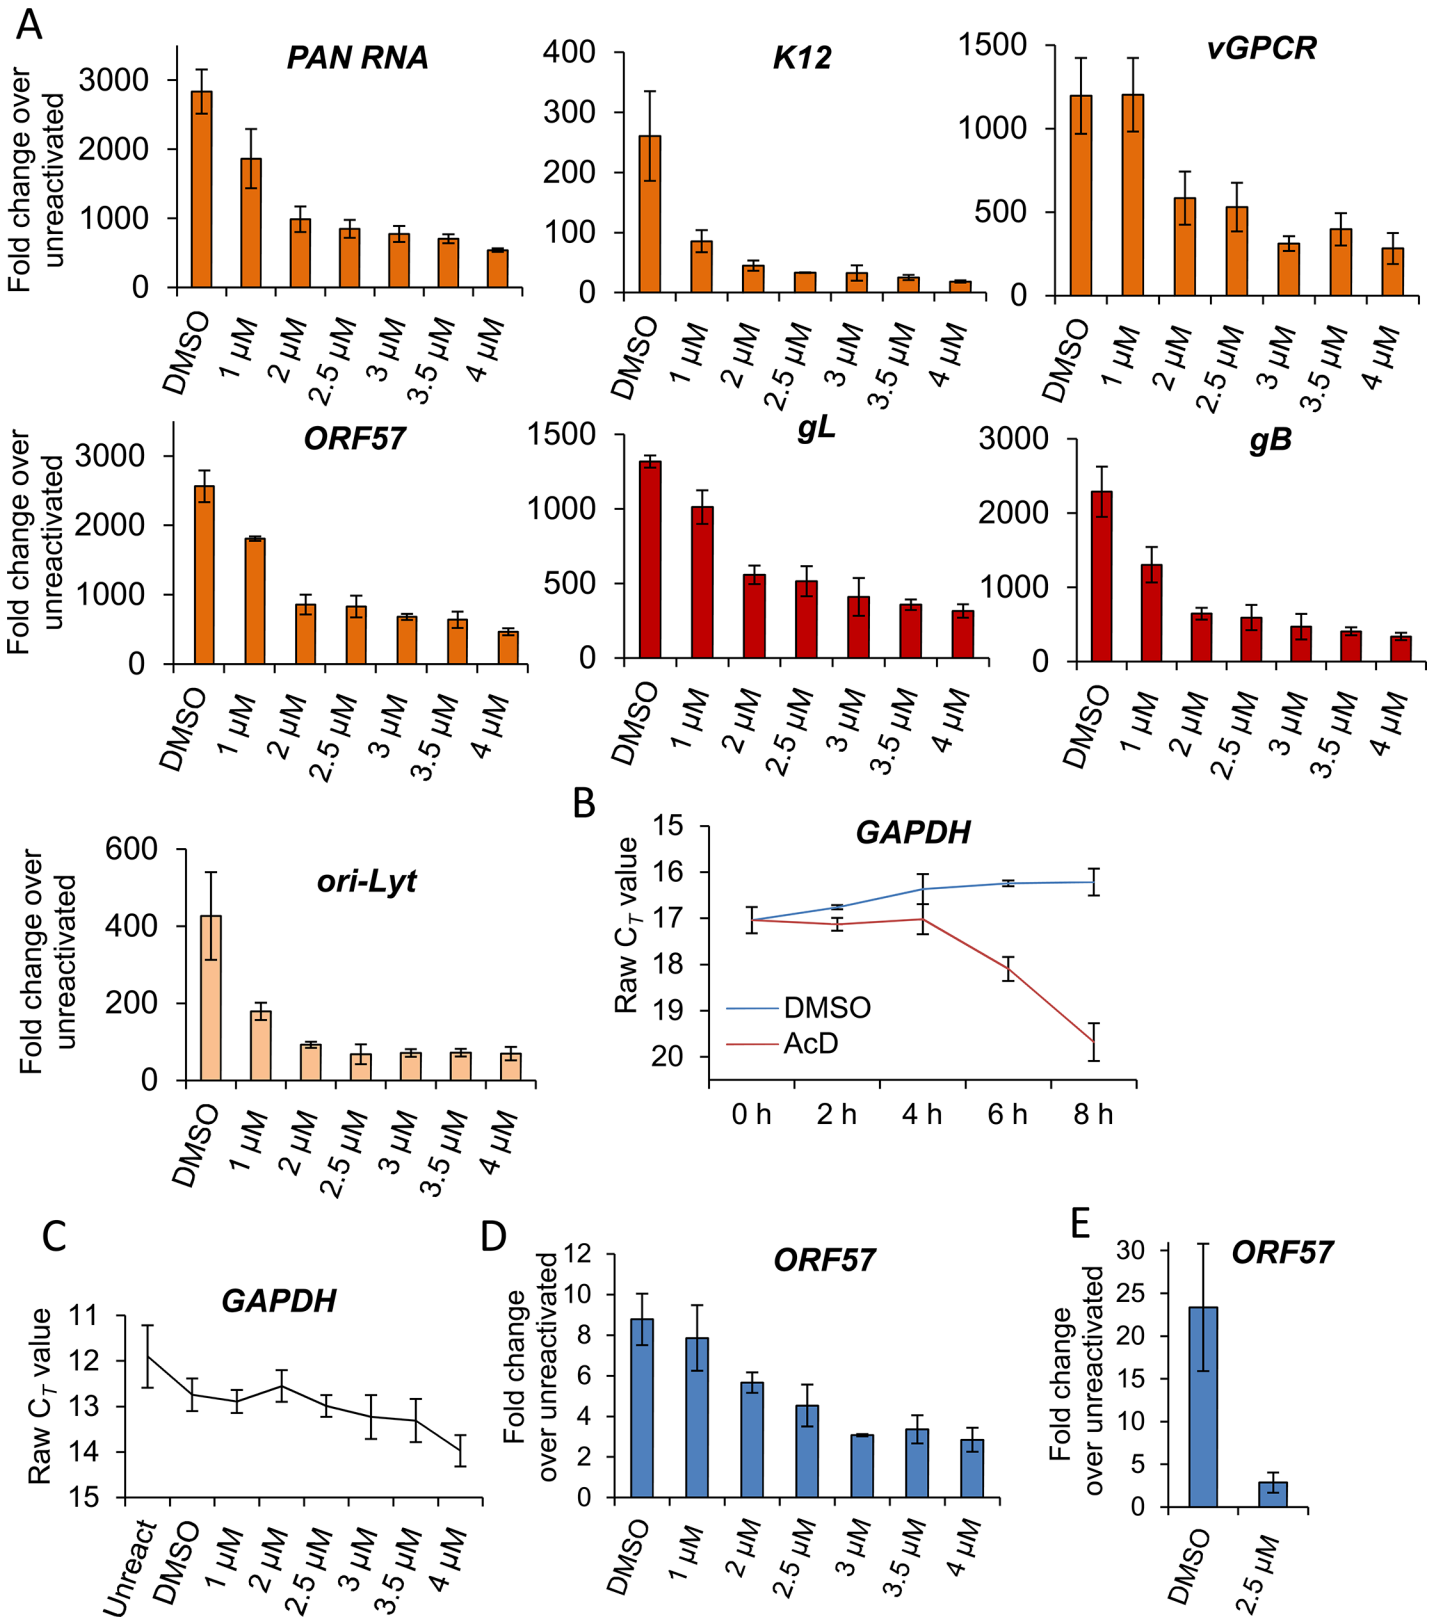 A
PAN RNA
Fold change over
unreactivated
3000
2000
1000
0
DMSO
1 µM
2 µM
2.5 µM
3 µM
3.5 µM
4 µM
K12
400
300
200
100
0
DMSO
1 µM
2 µM
2.5 µM
3 µM
3.5 µM
4 µM
vGPCR
1500
1000
500
0
DMSO
1 µM
2 µM
2.5 µM
3 µM
3.5 µM
4 µM
ORF57
Fold change over
unreactivated
3000
2000
1000
0
DMSO
1 µM
2 µM
2.5 µM
3 µM
3.5 µM
4 µM
gL
1500
1000
500
0
DMSO
1 µM
2 µM
2.5 µM
3 µM
3.5 µM
4 µM
gB
3000
2000
1000
0
DMSO
1 µM
2 µM
2.5 µM
3 µM
3.5 µM
4 µM
ori-Lyt
Fold change over
unreactivated
600
400
200
0
DMSO
1 µM
2 µM
2.5 µM
3 µM
3.5 µM
4 µM
B
GAPDH
Raw CT value
15
16
17
18
19
20
DMSO
AcD
0 h
2 h
4 h
6 h
8 h
C
GAPDH
Raw CT value
11
12
13
14
15
Unreact
DMSO
1 µM
2 µM
2.5 µM
3 µM
3.5 µM
4 µM
D
ORF57
Fold change
over unreactivated
12
10
8
6
4
2
0
DMSO
1 µM
2 µM
2.5 µM
3 µM
3.5 µM
4 µM
E
ORF57
Fold change
over unreactivated
30
25
20
15
10
5
0
DMSO
2.5 µM